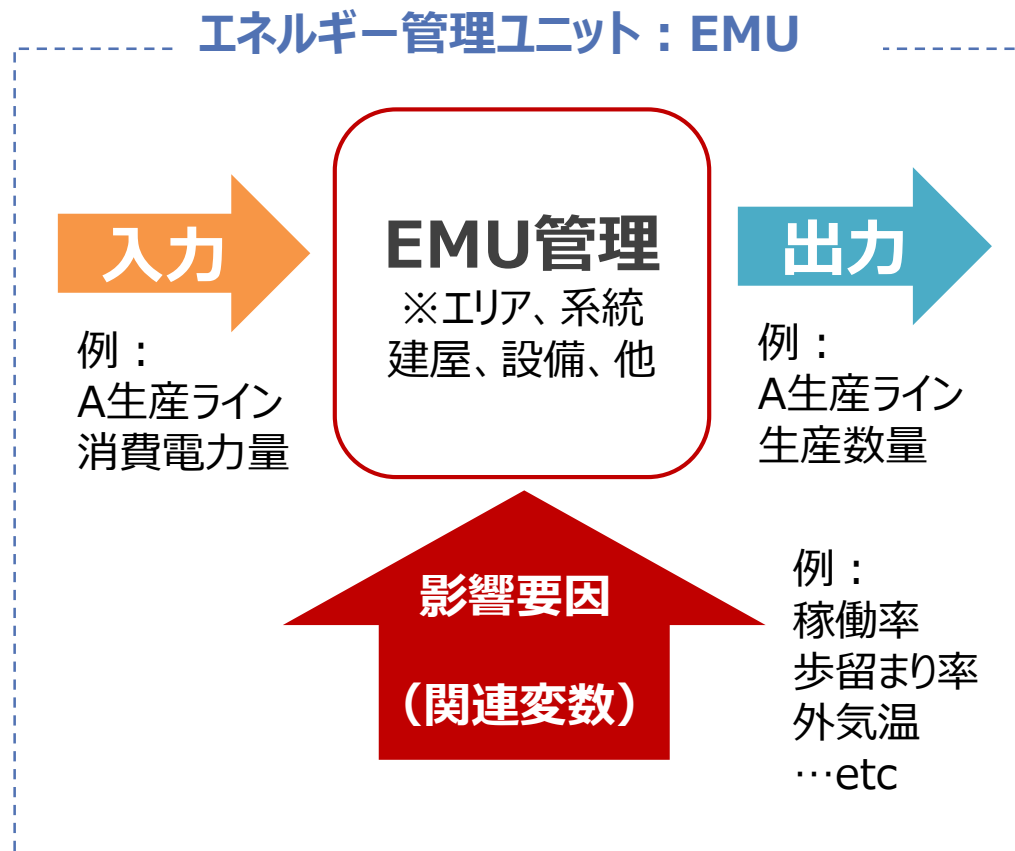 エネルギー管理ユニット：EMU
入力
例：
A生産ライン
消費電力量
EMU管理
※エリア、系統
建屋、設備、他
出力
例：
A生産ライン
生産数量
影響要因
（関連変数）
例：
稼働率
歩留まり率
外気温
…etc